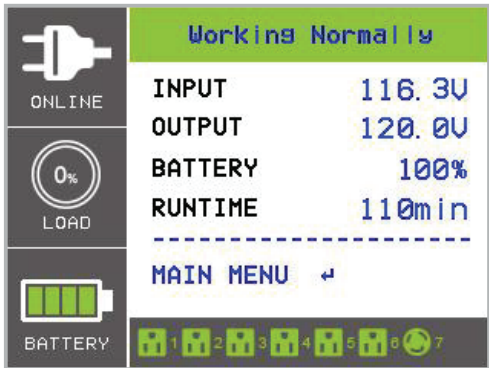 Working Normally
ONLINE
INPUT 116.3V
OUTPUT 120.0V
0%
LOAD
BATTERY 100%
RUNTIME 110min
MAIN MENU ↵
BATTERY
1 2 3 4 5 6 7